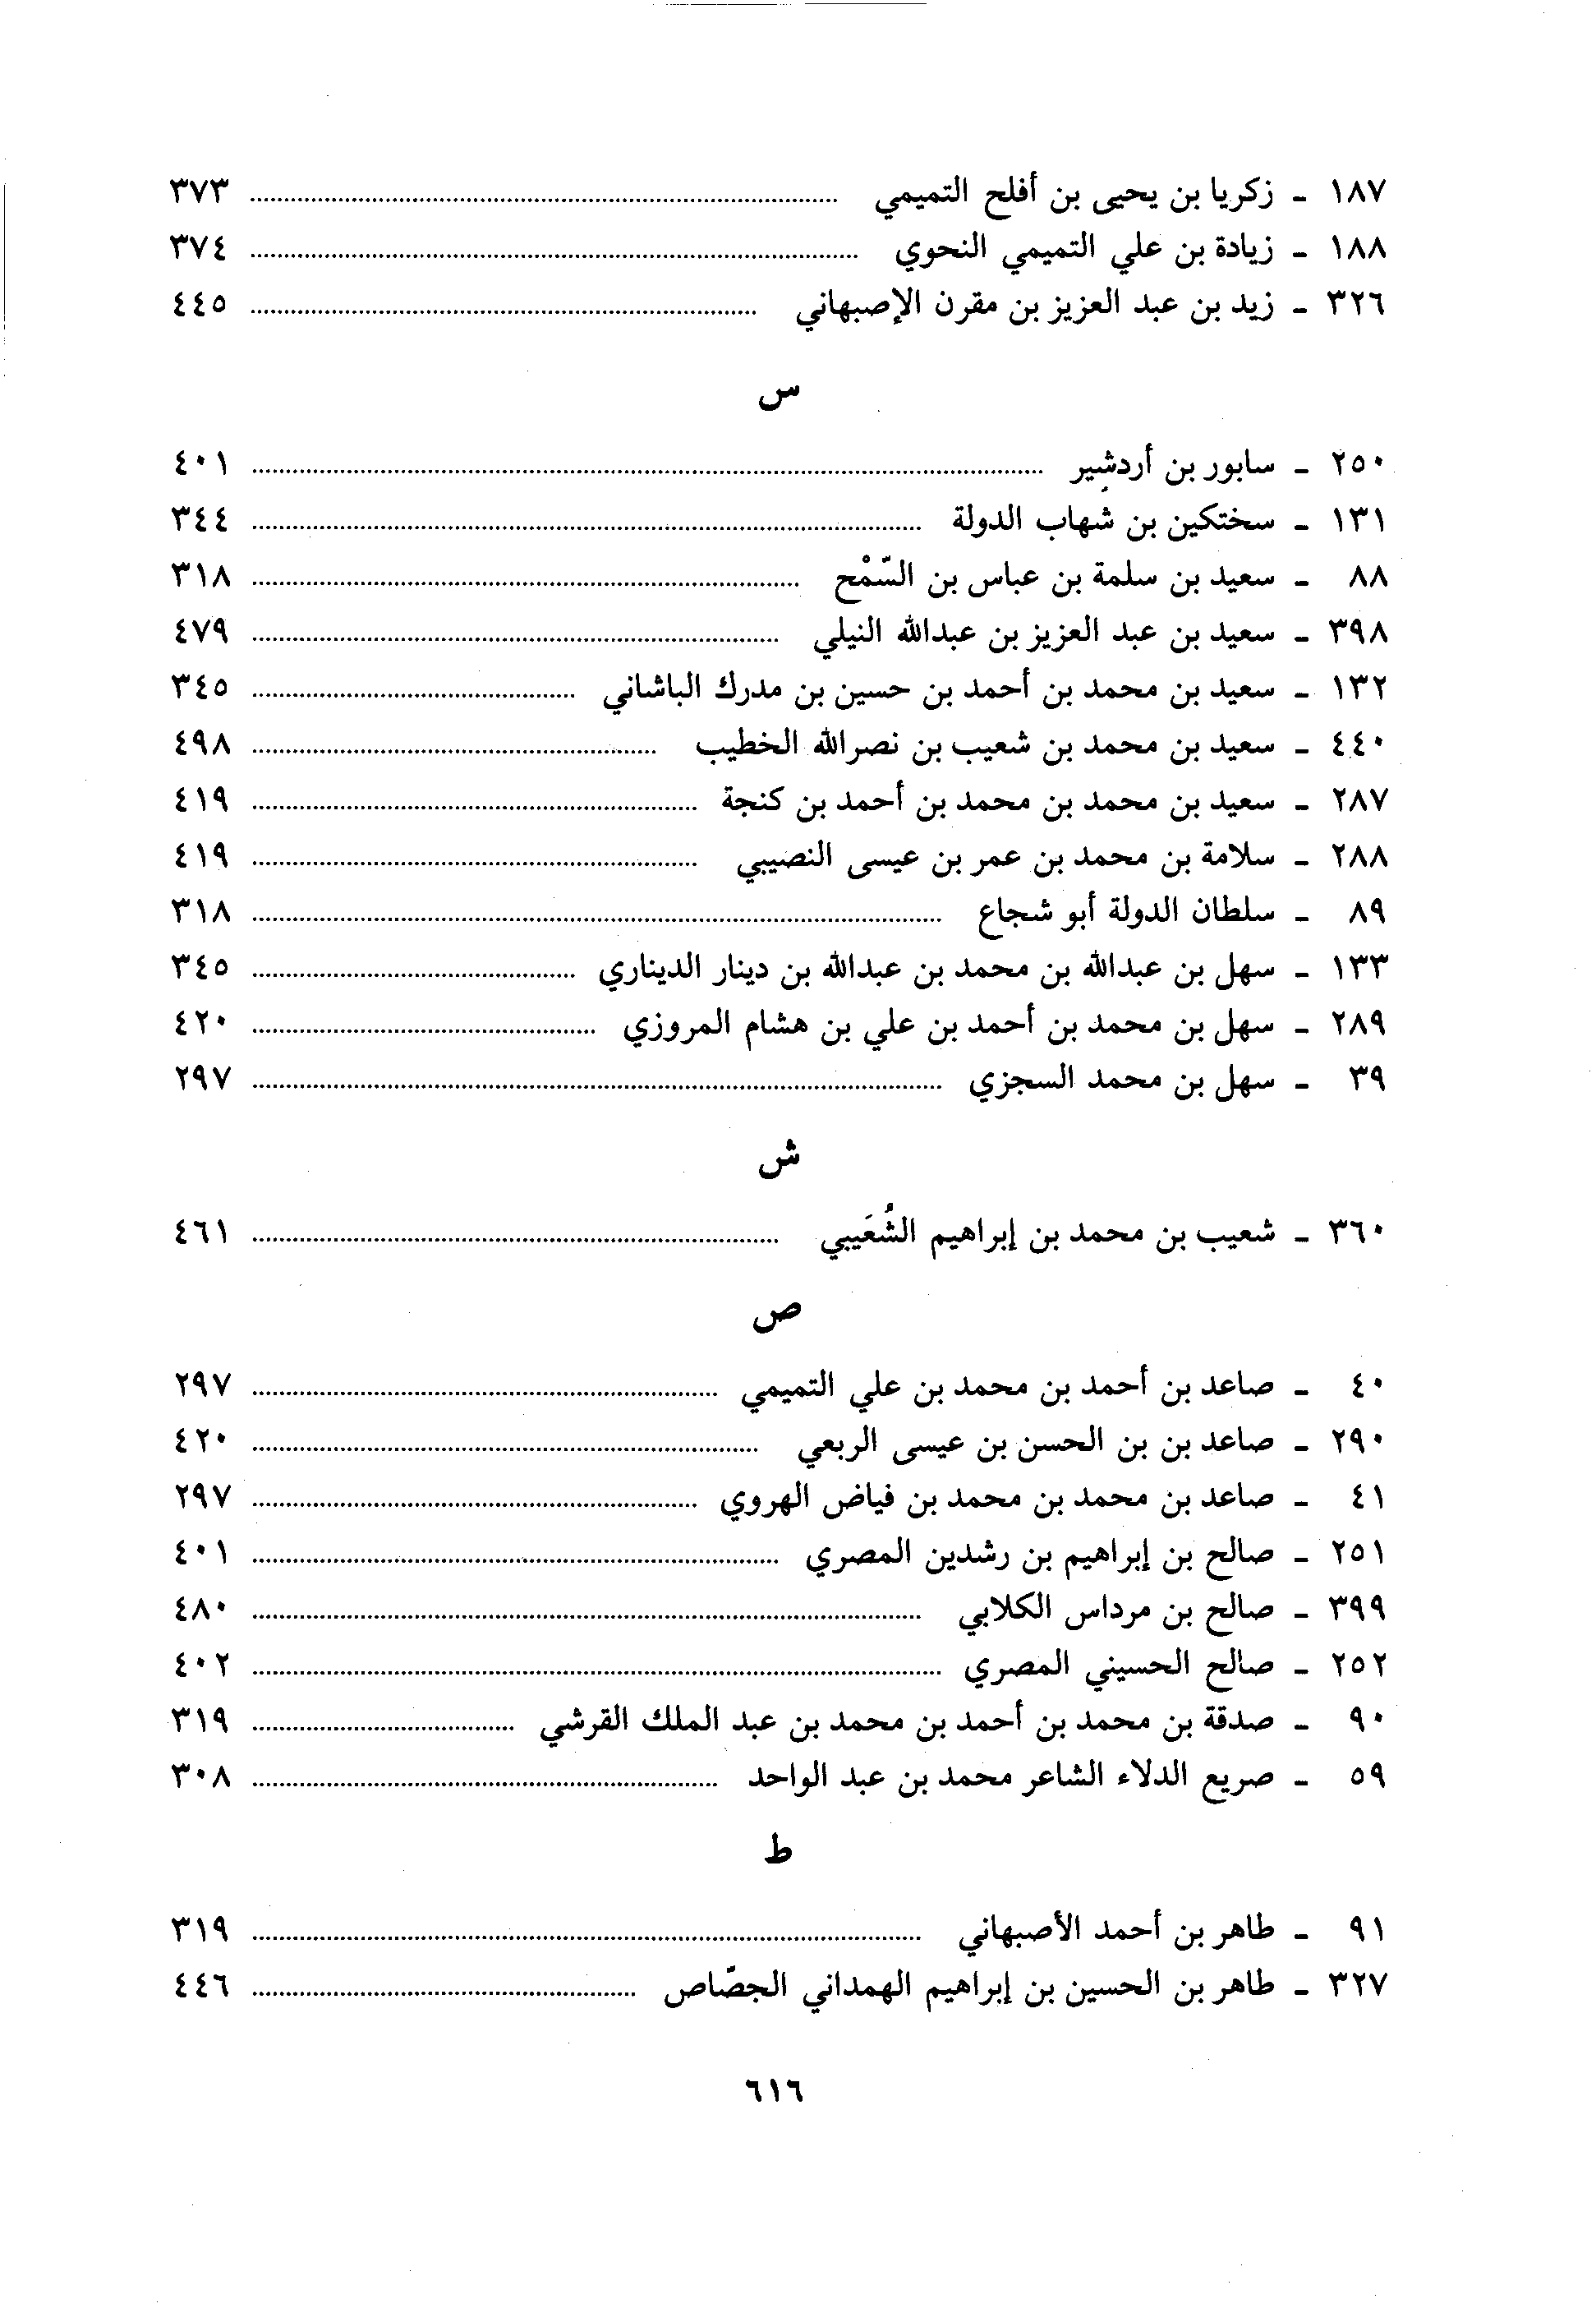 ١٨٧ - زكريا بن يحيى بن أفلح التميمي ........ ٣٧٣
١٨٨ - زيادة بن علي التميمي النحوي ........ ٣٧٤
٣٢٦ - زيد بن عبد العزيز بن مقرن الإصبهاني ........ ٤٤٥
س
٢٥٠ - سابور بن أردشير ........ ٤٠١
١٣١ - سختكين بن شهاب الدولة ........ ٣٤٤
٨٨ - سعيد بن سلمة بن عباس بن السّمْح ........ ٣١٨
٣٩٨ - سعيد بن عبد العزيز بن عبدالله النيلي ........ ٤٧٩
١٣٢ - سعيد بن محمد بن أحمد بن حسين بن مدرك الباشاني ........ ٣٤٥
٤٤٠ - سعيد بن محمد بن شعيب بن نصرالله الخطيب ........ ٤٩٨
٢٨٧ - سعيد بن محمد بن محمد بن أحمد بن كنجة ........ ٤١٩
٢٨٨ - سلامة بن محمد بن عمر بن عيسى النصيبي ........ ٤١٩
٨٩ - سلطان الدولة أبو شجاع ........ ٣١٨
١٣٣ - سهل بن عبدالله بن محمد بن عبدالله بن دينار الديناري ........ ٣٤٥
٢٨٩ - سهل بن محمد بن أحمد بن علي بن هشام المروزي ........ ٤٢٠
٣٩ - سهل بن محمد السجزي ........ ٢٩٧
ش
٣٦٠ - شعيب بن محمد بن إبراهيم الشُعَيبي ........ ٤٦١
ص
٤٠ - صاعد بن أحمد بن محمد بن علي التميمي ........ ٢٩٧
٢٩٠ - صاعد بن بن الحسن بن عيسى الربعي ........ ٤٢٠
٤١ - صاعد بن محمد بن محمد بن فياض الهروي ........ ٢٩٧
٢٥١ - صالح بن إبراهيم بن رشدين المصري ........ ٤٠١
٣٩٩ - صالح بن مرداس الكلابي ........ ٤٨٠
٢٥٢ - صالح الحسيني المصري ........ ٤٠٢
٩٠ - صدقة بن محمد بن أحمد بن محمد بن عبد الملك القرشي ........ ٣١٩
٥٩ - صريع الدلاء الشاعر محمد بن عبد الواحد ........ ٣٠٨
ط
٩١ - طاهر بن أحمد الأصبهاني ........ ٣١٩
٣٢٧ - طاهر بن الحسين بن إبراهيم الهمداني الجصّاص ........ ٤٤٦
٦١٦